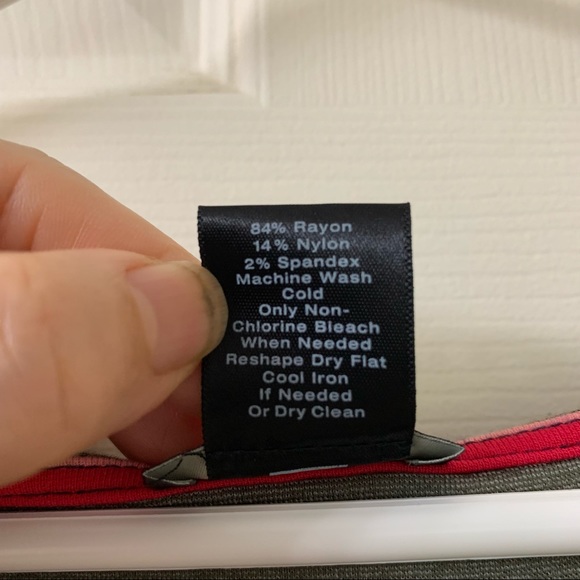 84% Rayon
14% Nylon
2% Spandex
Machine Wash
Cold
Only Non-
Chlorine Bleach
When Needed
Reshape Dry Flat
Cool Iron
If Needed
Or Dry Clean